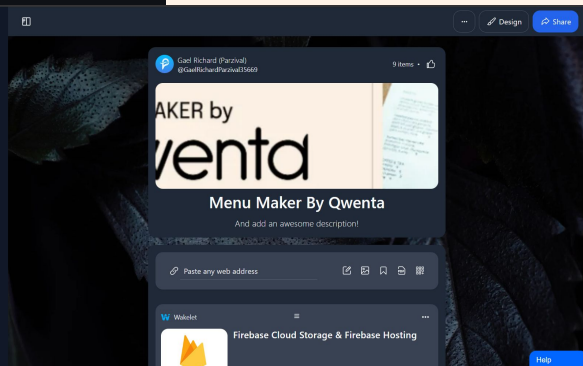 Design
Share
Gael Richard (Parzival)
@GaelRichardParzival35669
9 items •
AKER by
wenta
Menu Maker By Qwenta
And add an awesome description!
Paste any web address
Wakelet
Firebase Cloud Storage & Firebase Hosting
Help